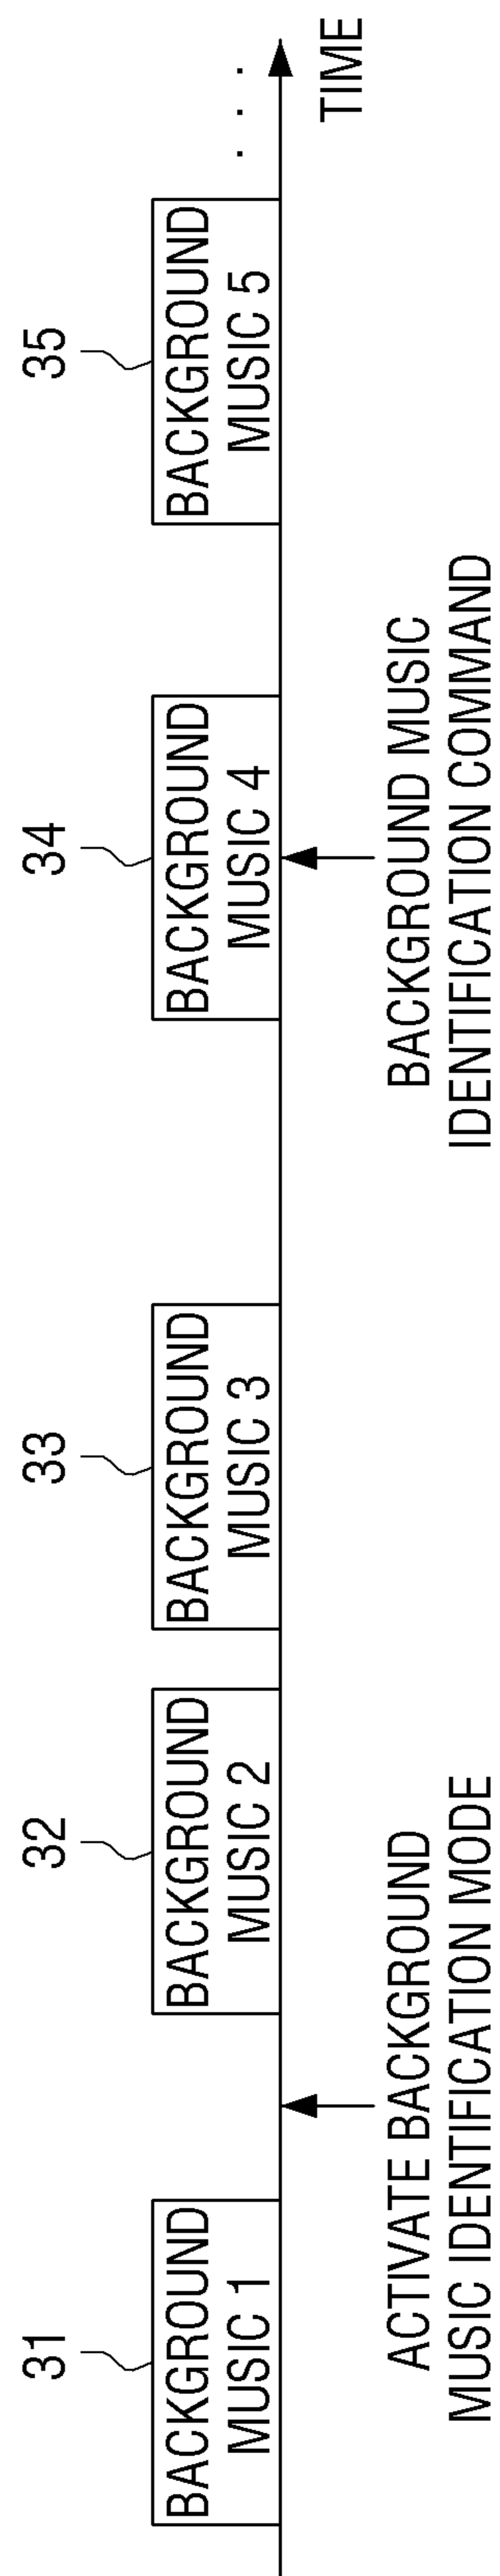 31
32
33
34
35
BACKGROUND
MUSIC 1
BACKGROUND
MUSIC 2
BACKGROUND
MUSIC 3
BACKGROUND
MUSIC 4
BACKGROUND
MUSIC 5
. . .
TIME
ACTIVATE BACKGROUND
MUSIC IDENTIFICATION MODE
BACKGROUND MUSIC
IDENTIFICATION COMMAND